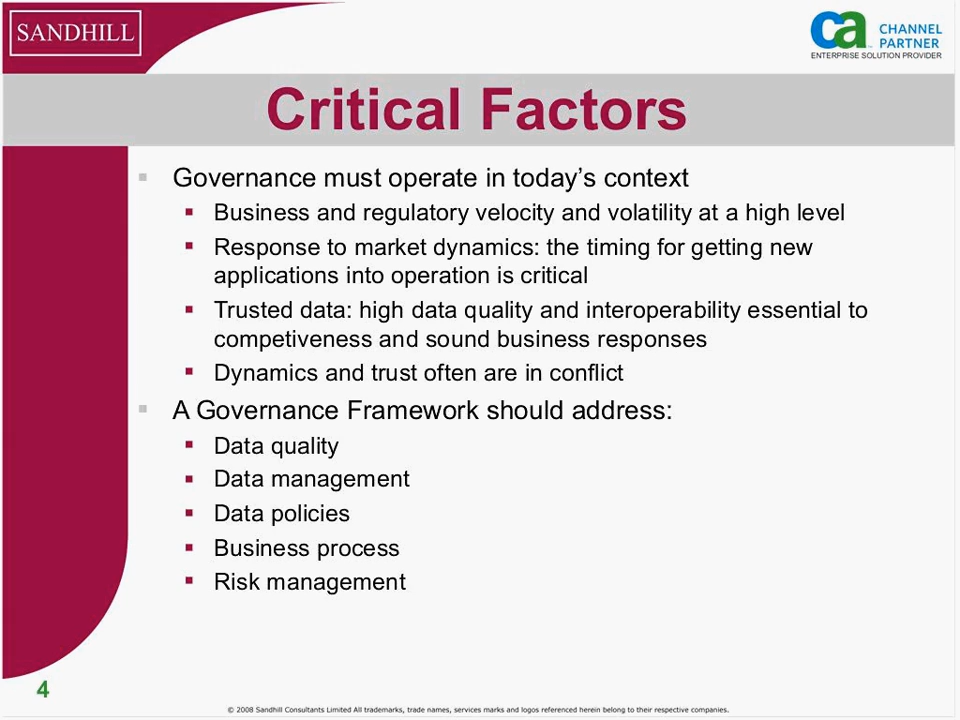 SANDHILL
ca CHANNEL
PARTNER
ENTERPRISE SOLUTION PROVIDER
Critical Factors
Governance must operate in today’s context
Business and regulatory velocity and volatility at a high level
Response to market dynamics: the timing for getting new
applications into operation is critical
Trusted data: high data quality and interoperability essential to
competiveness and sound business responses
Dynamics and trust often are in conflict
A Governance Framework should address:
Data quality
Data management
Data policies
Business process
Risk management
4
© 2008 Sandhill Consultants Limited All trademarks, trade names, services marks and logos referenced herein belong to their respective companies.